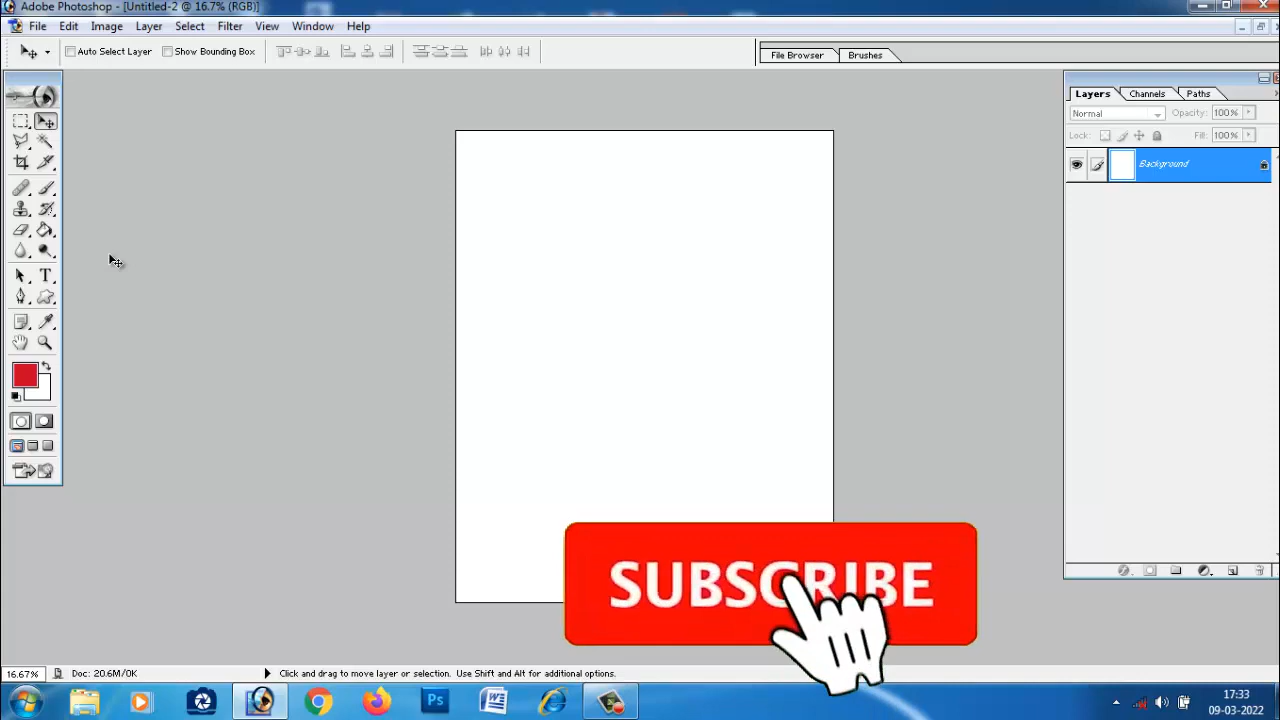 Adobe Photoshop - [Untitled-2 @ 16.7% (RGB)]
File Edit Image Layer Select Filter View Window Help
Auto Select Layer Show Bounding Box
File Browser Brushes
Layers Channels Paths
Normal Opacity: 100%
Lock: Fill: 100%
Background
T
SUBSCRIBE
16.67% Doc: 20.6M/0K Click and drag to move layer or selection. Use Shift and Alt for additional options.
Ps
W
17:33
09-03-2022